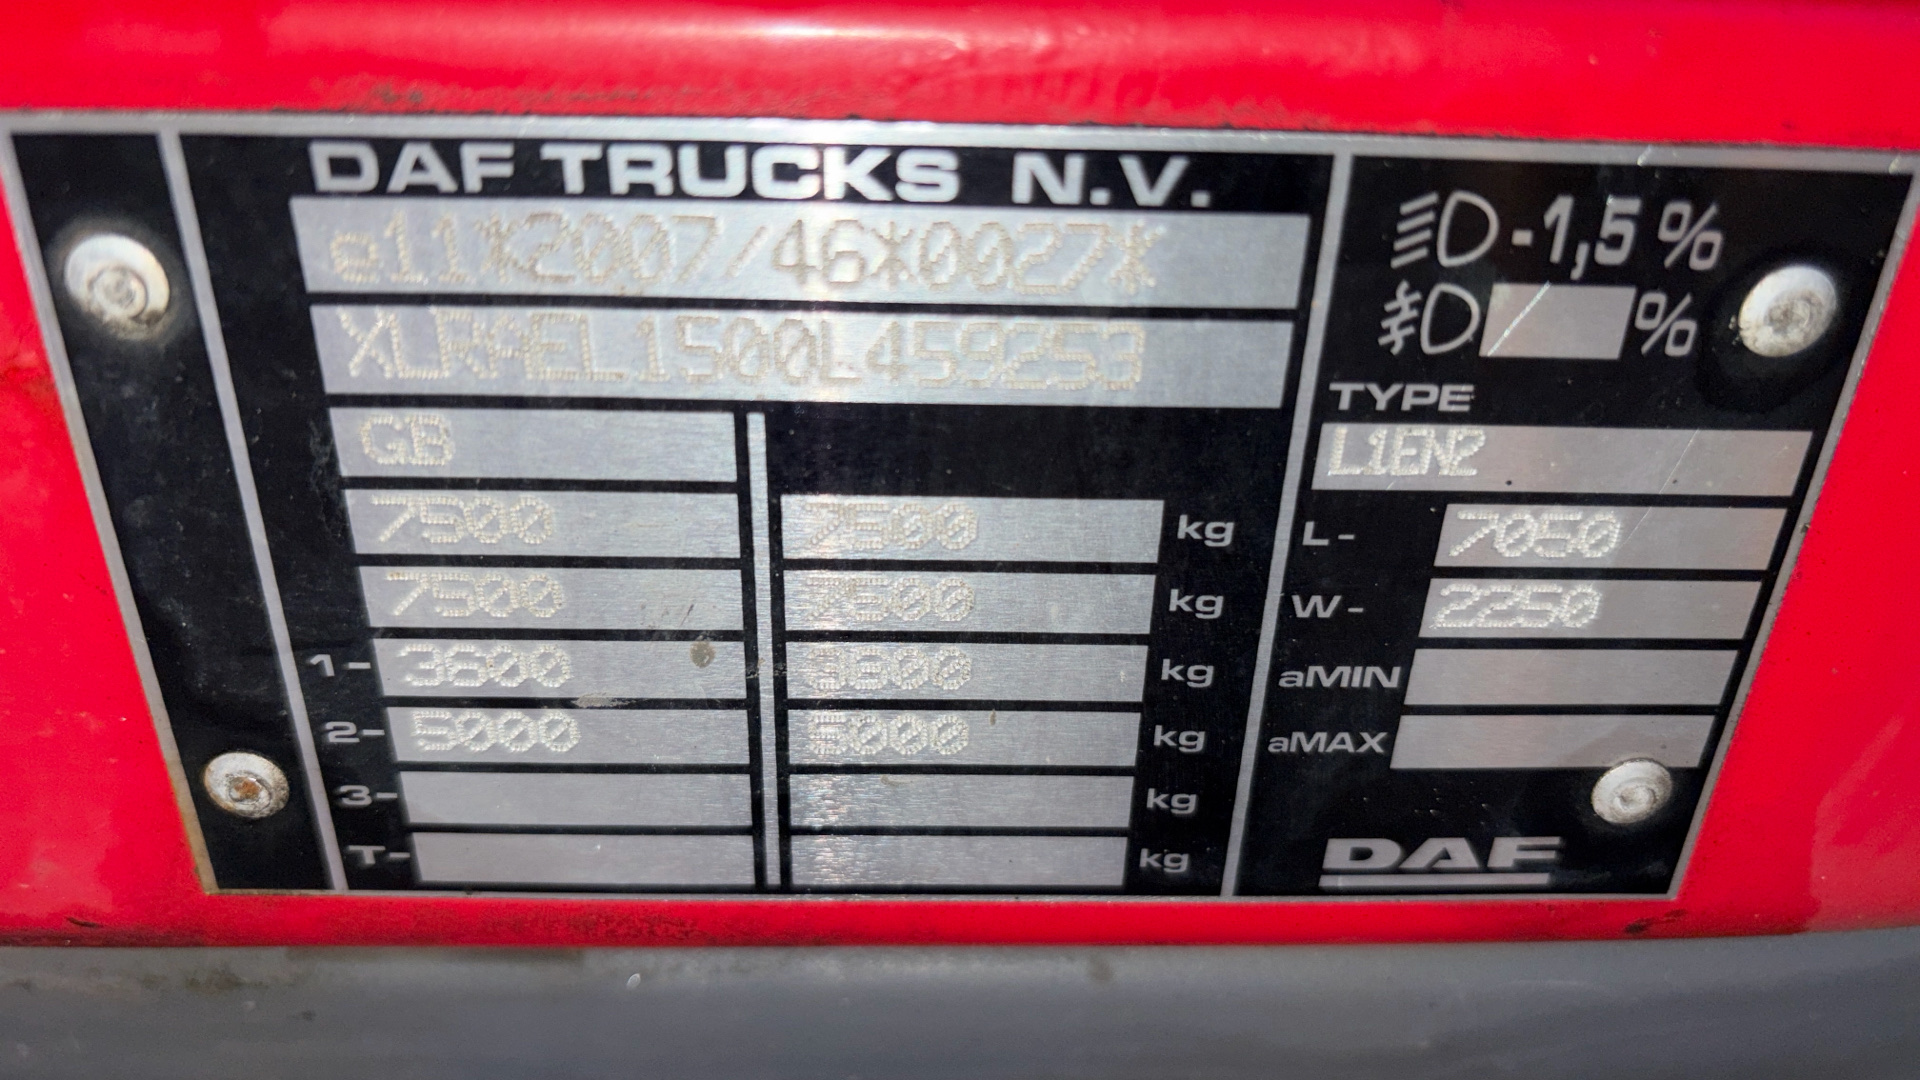 DAF TRUCKS N.V.
e11*2007/46*0027*
XLRAEL1500L459253
GB
7500 7500 kg
7500 7500 kg
1- 3600 3600 kg
2- 5000 5000 kg
3- kg
T- kg
-1,5 %
%
TYPE
L1EN2
L- 7050
W- 2250
aMIN
aMAX
DAF